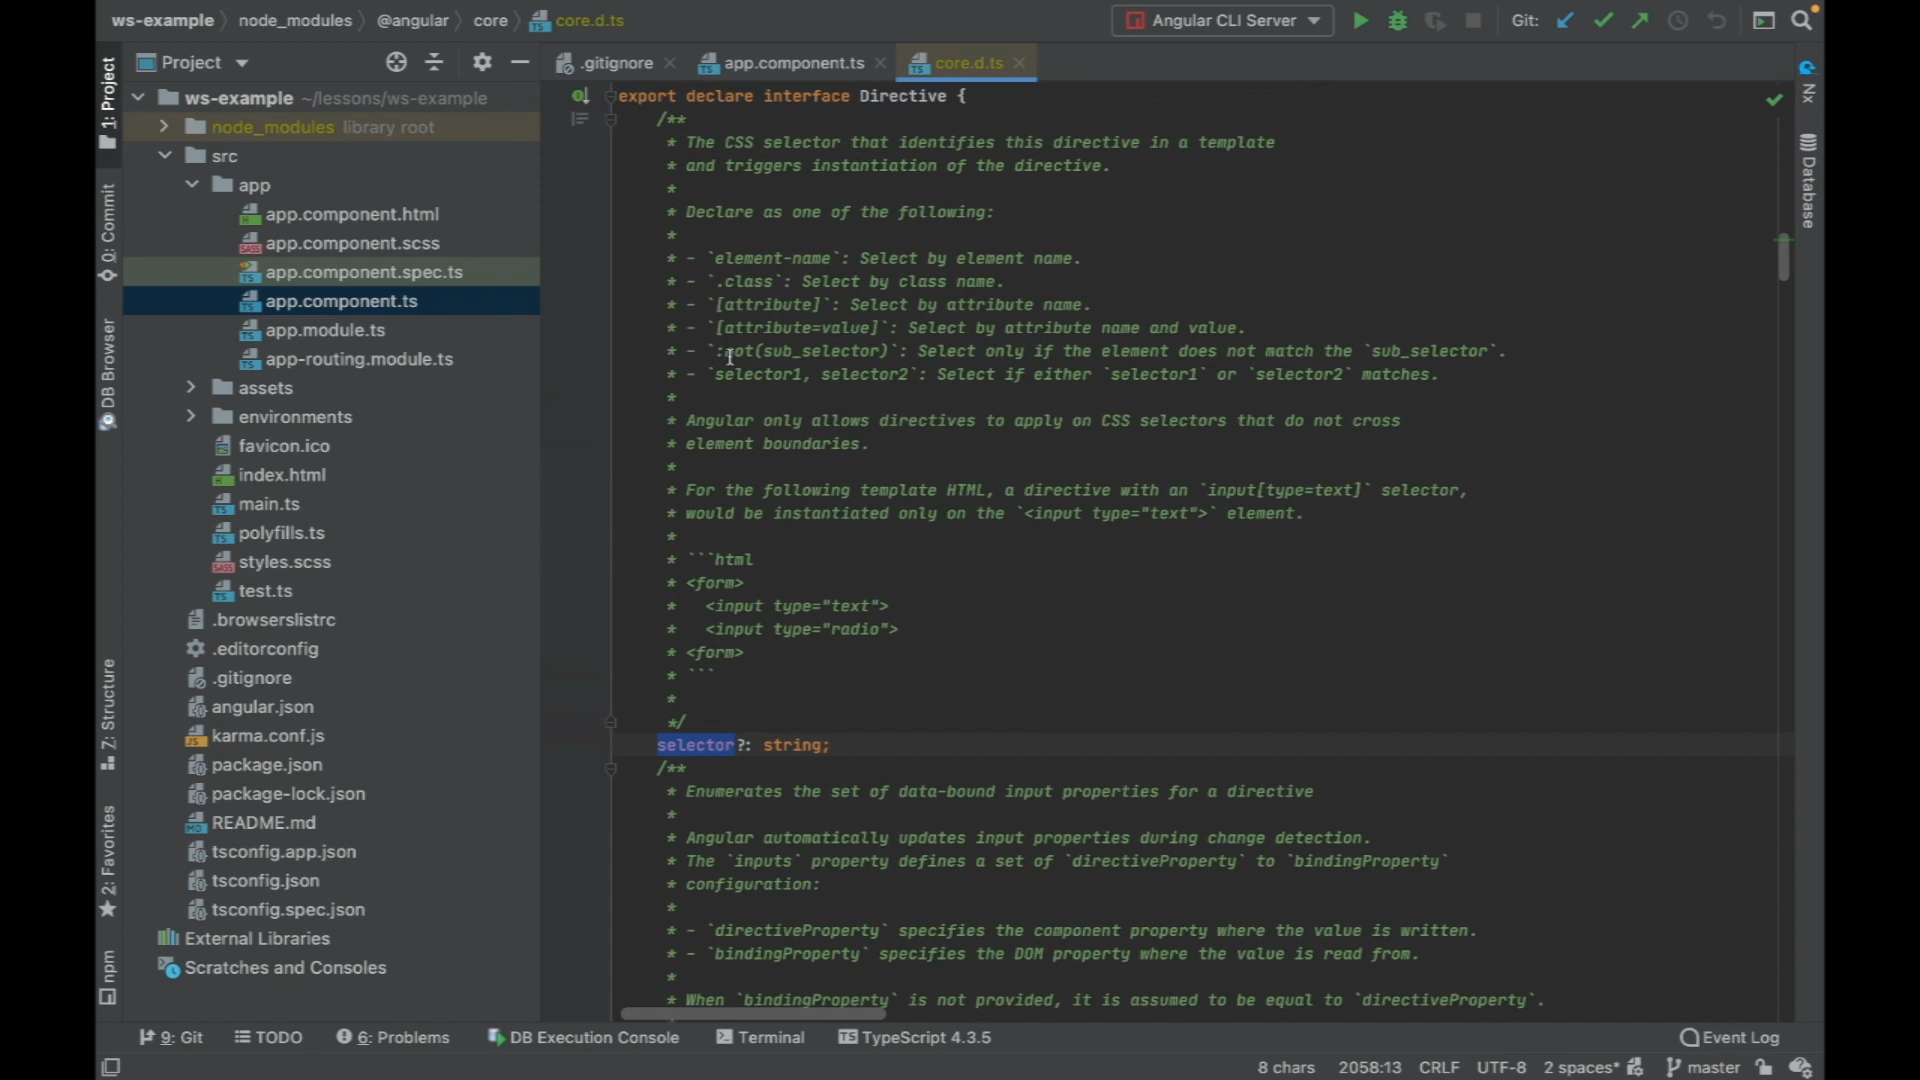 ws-example node_modules @angular core core.d.ts
Angular CLI Server
Git:
Project
.gitignore
app.component.ts
core.d.ts
1: Project
0: Commit
DB Browser
Z: Structure
2: Favorites
npm
ws-example ~/lessons/ws-example
node_modules library root
src
app
app.component.html
app.component.scss
app.component.spec.ts
app.component.ts
app.module.ts
app-routing.module.ts
assets
environments
favicon.ico
index.html
main.ts
polyfills.ts
styles.scss
test.ts
.browserslistrc
.editorconfig
.gitignore
angular.json
karma.conf.js
package.json
package-lock.json
README.md
tsconfig.app.json
tsconfig.json
tsconfig.spec.json
External Libraries
Scratches and Consoles
export declare interface Directive {
/**
* The CSS selector that identifies this directive in a template
* and triggers instantiation of the directive.
*
* Declare as one of the following:
*
* - `element-name`: Select by element name.
* - `.class`: Select by class name.
* - `[attribute]`: Select by attribute name.
* - `[attribute=value]`: Select by attribute name and value.
* - `:not(sub_selector)`: Select only if the element does not match the `sub_selector`.
* - `selector1, selector2`: Select if either `selector1` or `selector2` matches.
*
* Angular only allows directives to apply on CSS selectors that do not cross
* element boundaries.
*
* For the following template HTML, a directive with an `input[type=text]` selector,
* would be instantiated only on the `<input type="text">` element.
*
* ```html
* <form>
*   <input type="text">
*   <input type="radio">
* <form>
* ```
*
*/
selector?: string;
/**
* Enumerates the set of data-bound input properties for a directive
*
* Angular automatically updates input properties during change detection.
* The `inputs` property defines a set of `directiveProperty` to `bindingProperty`
* configuration:
*
* - `directiveProperty` specifies the component property where the value is written.
* - `bindingProperty` specifies the DOM property where the value is read from.
*
* When `bindingProperty` is not provided, it is assumed to be equal to `directiveProperty`.
Nx
Database
9: Git
TODO
6: Problems
DB Execution Console
Terminal
TypeScript 4.3.5
Event Log
8 chars 2058:13 CRLF UTF-8 2 spaces* master